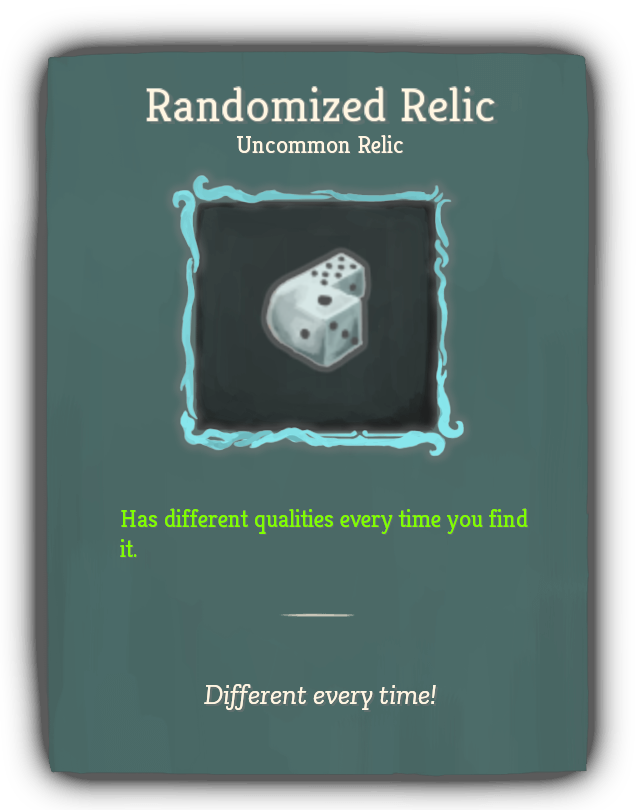 Randomized Relic
Uncommon Relic
Has different qualities every time you find
it.
Different every time!